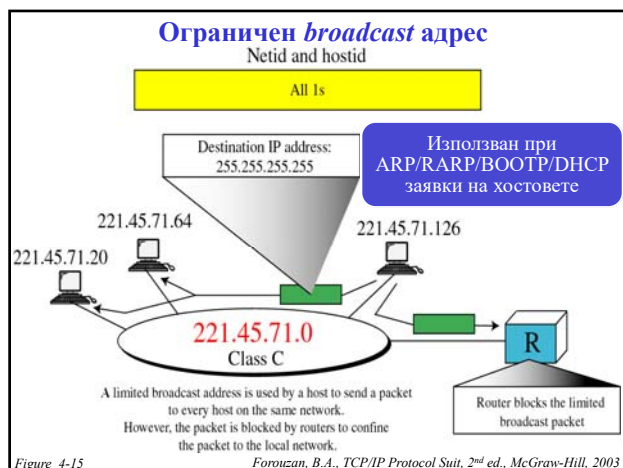 Ограничен broadcast адрес
Netid and hostid
All 1s
Destination IP address:
255.255.255.255
Използван при
ARP/RARP/BOOTP/DHCP
заявки на хостовете
221.45.71.64
221.45.71.126
221.45.71.20
221.45.71.0
Class C
R
A limited broadcast address is used by a host to send a packet
to every host on the same network.
However, the packet is blocked by routers to confine
the packet to the local network.
Router blocks the limited
broadcast packet
Figure 4-15
Forouzan, B.A., TCP/IP Protocol Suit, 2nd ed., McGraw-Hill, 2003